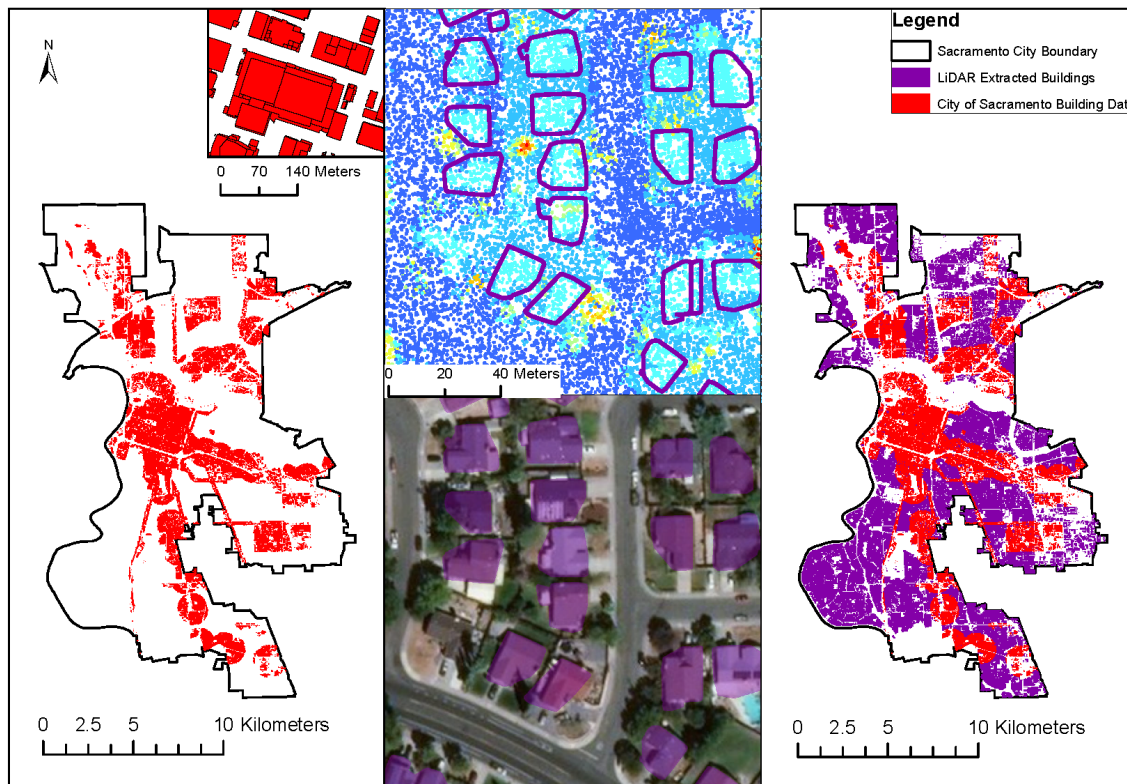 N
0 70 140 Meters
0 2.5 5 10 Kilometers
0 20 40 Meters
Legend
Sacramento City Boundary
LiDAR Extracted Buildings
City of Sacramento Building Dat
0 2.5 5 10 Kilometers